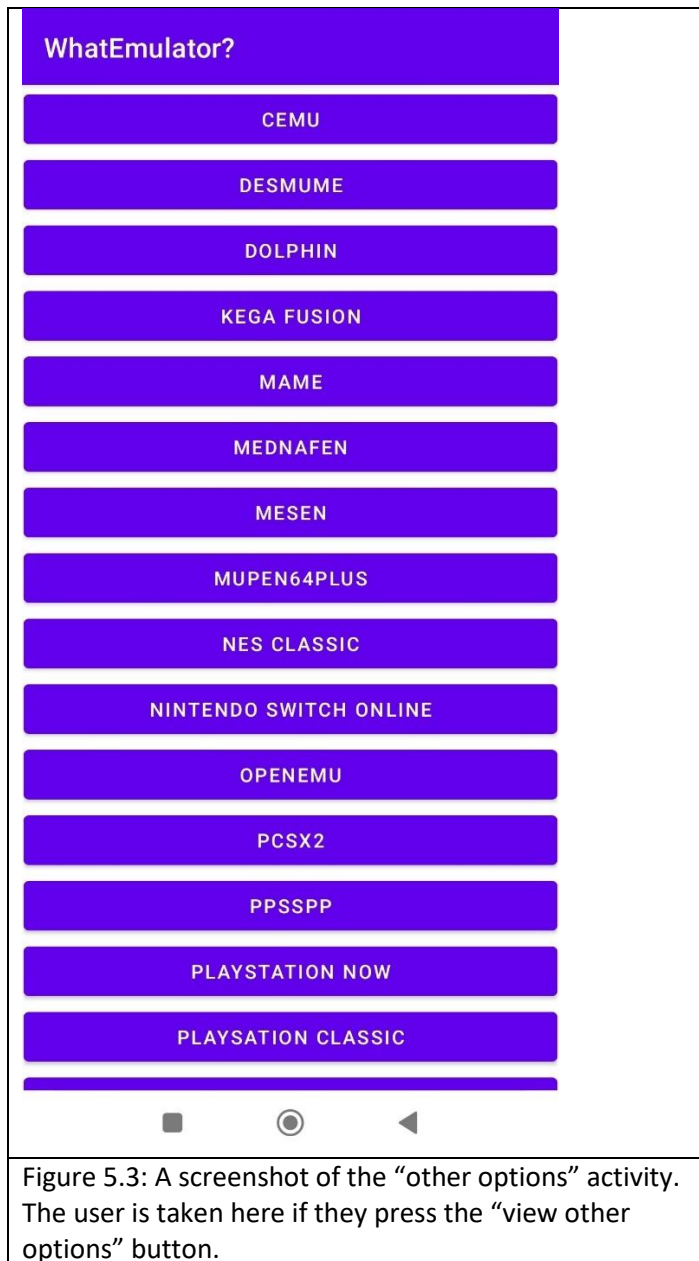 WhatEmulator?
CEMU
DESMUME
DOLPHIN
KEGA FUSION
MAME
MEDNAFEN
MESEN
MUPEN64PLUS
NES CLASSIC
NINTENDO SWITCH ONLINE
OPENEMU
PCSX2
PPSSPP
PLAYSTATION NOW
PLAYSATION CLASSIC
Figure 5.3: A screenshot of the “other options” activity.
The user is taken here if they press the “view other
options” button.